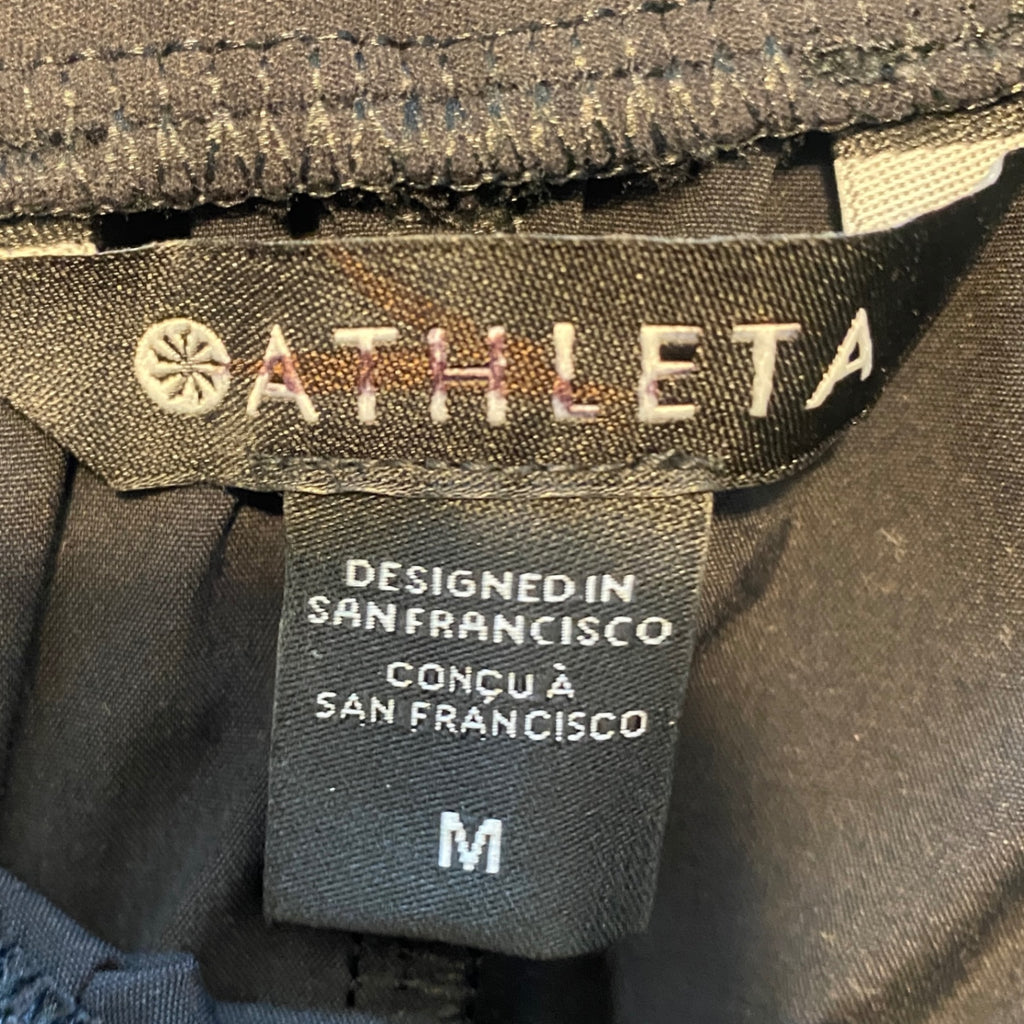 ATHLETA
DESIGNED IN
SAN FRANCISCO
CONÇU À
SAN FRANCISCO
M